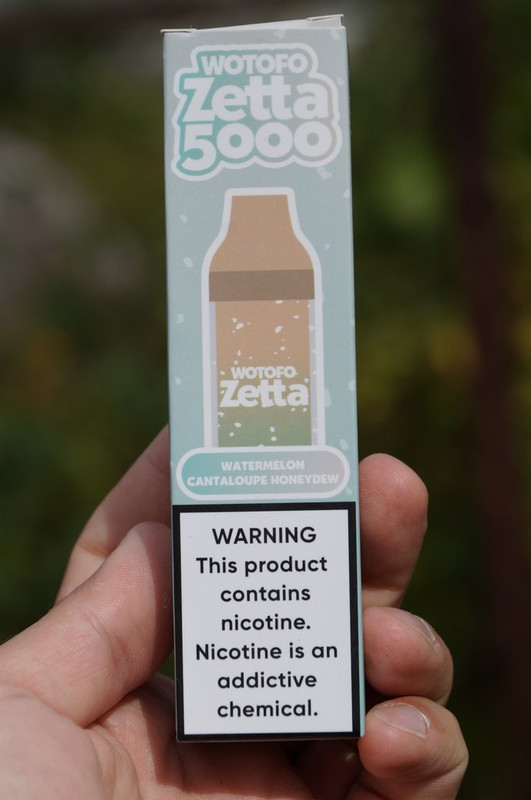 WOTOFO
Zetta
5000
WOTOFO
Zetta
WATERMELON
CANTALOUPE HONEYDEW
WARNING
This product
contains
nicotine.
Nicotine is an
addictive
chemical.